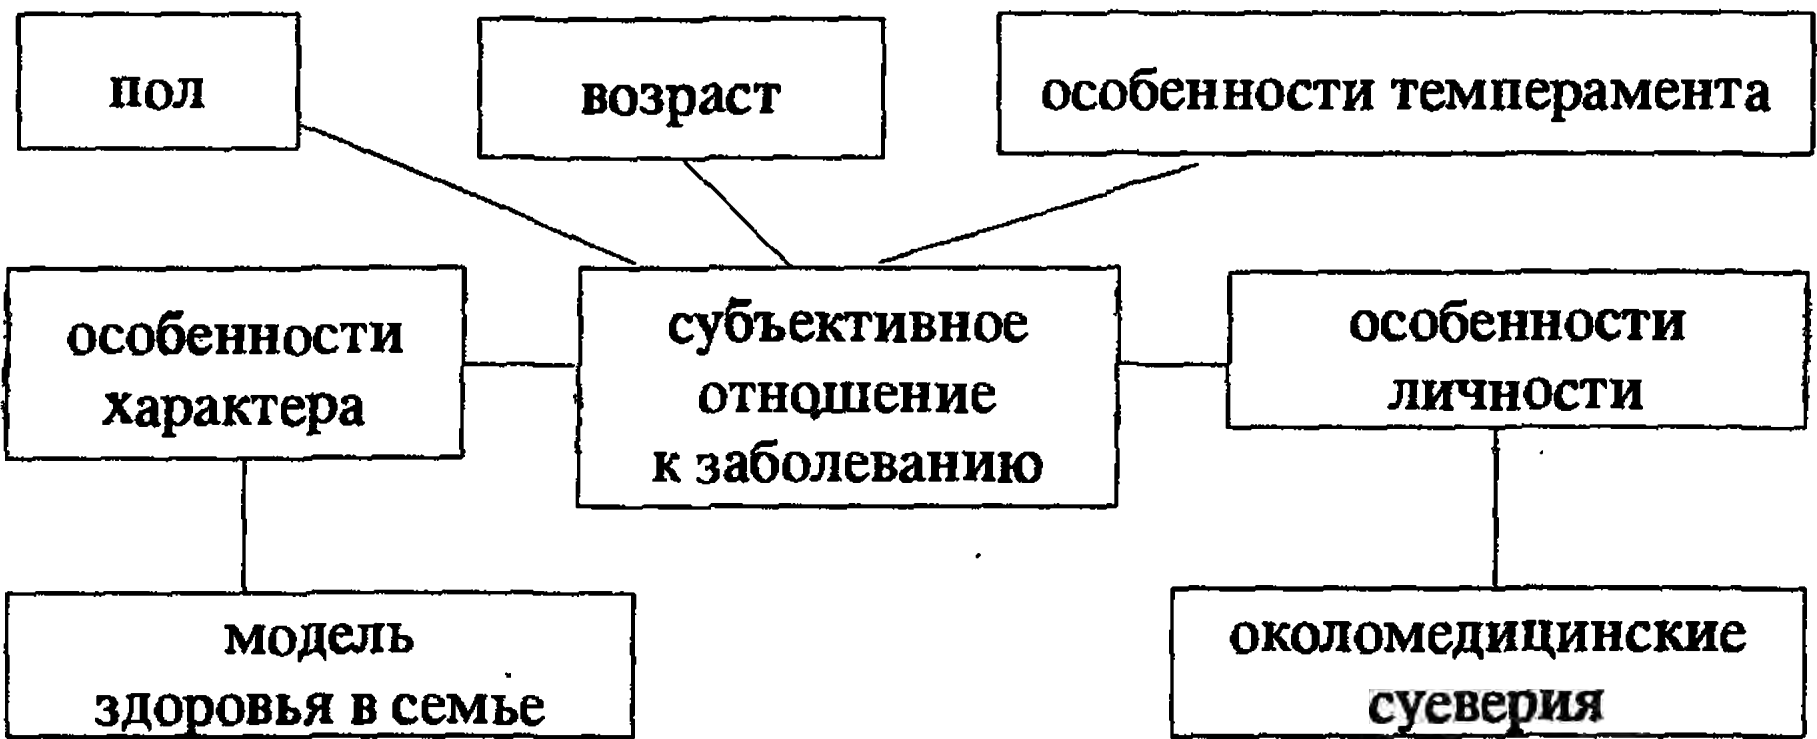 пол
возраст
особенности темперамента
особенности
характера
субъективное
отношение
к заболеванию
особенности
личности
модель
здоровья в семье
околомедицинские
суеверия